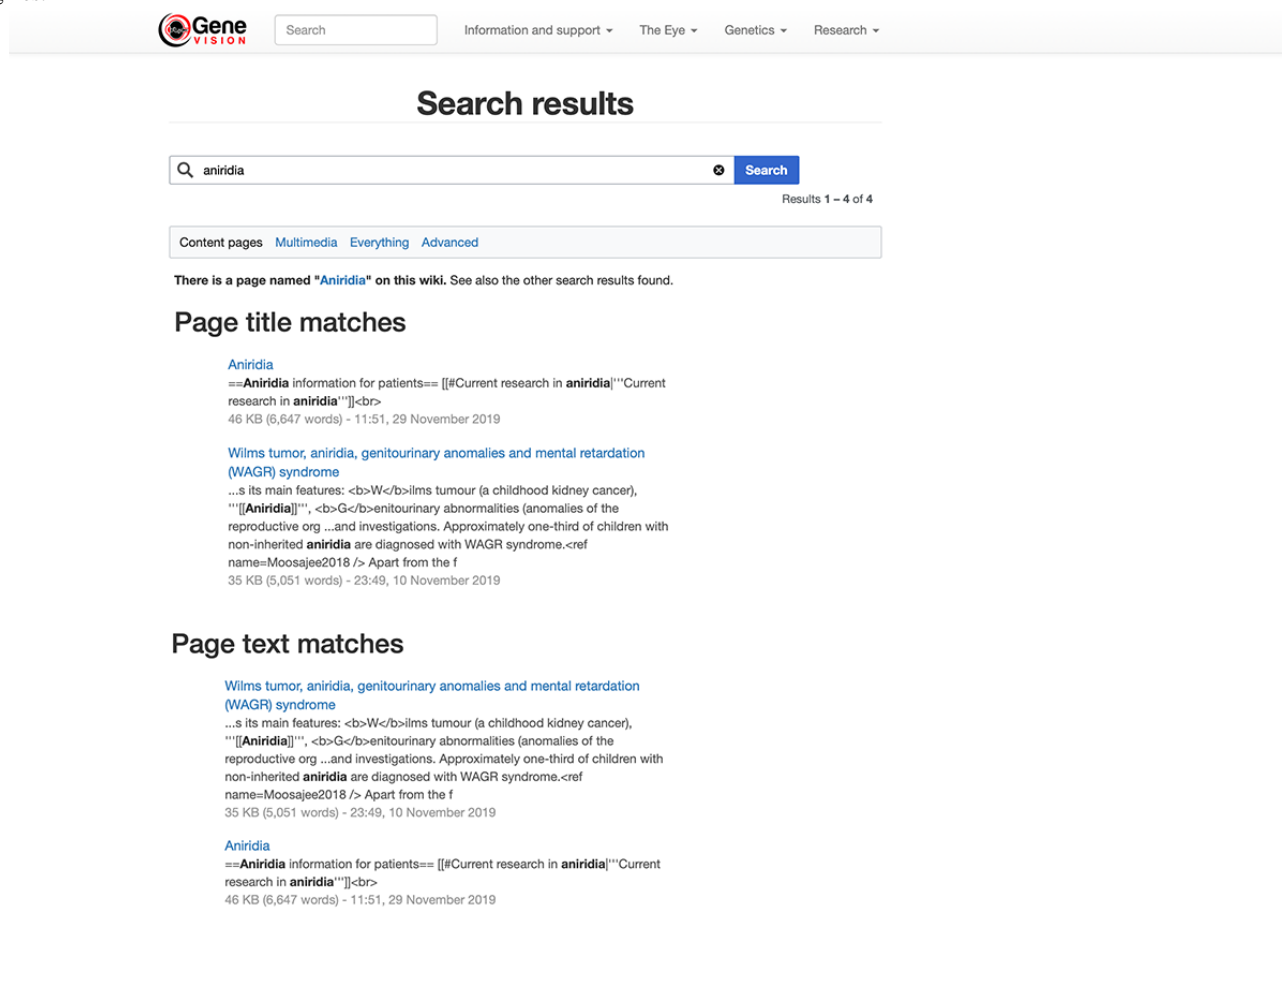 Gene
VISION
Search
Information and support
The Eye
Genetics
Research
Search results
aniridia
Search
Results 1 – 4 of 4
Content pages Multimedia Everything Advanced
There is a page named "Aniridia" on this wiki. See also the other search results found.
Page title matches
Aniridia
==Aniridia information for patients== [[#Current research in aniridia|'''Current
research in aniridia''']]<br>
46 KB (6,647 words) - 11:51, 29 November 2019
Wilms tumor, aniridia, genitourinary anomalies and mental retardation
(WAGR) syndrome
...s its main features: <b>W</b>ilms tumour (a childhood kidney cancer),
'''[[Aniridia]]''', <b>G</b>enitourinary abnormalities (anomalies of the
reproductive org ...and investigations. Approximately one-third of children with
non-inherited aniridia are diagnosed with WAGR syndrome.<ref
name=Moosajee2018 /> Apart from the f
35 KB (5,051 words) - 23:49, 10 November 2019
Page text matches
Wilms tumor, aniridia, genitourinary anomalies and mental retardation
(WAGR) syndrome
...s its main features: <b>W</b>ilms tumour (a childhood kidney cancer),
'''[[Aniridia]]''', <b>G</b>enitourinary abnormalities (anomalies of the
reproductive org ...and investigations. Approximately one-third of children with
non-inherited aniridia are diagnosed with WAGR syndrome.<ref
name=Moosajee2018 /> Apart from the f
35 KB (5,051 words) - 23:49, 10 November 2019
Aniridia
==Aniridia information for patients== [[#Current research in aniridia|'''Current
research in aniridia''']]<br>
46 KB (6,647 words) - 11:51, 29 November 2019